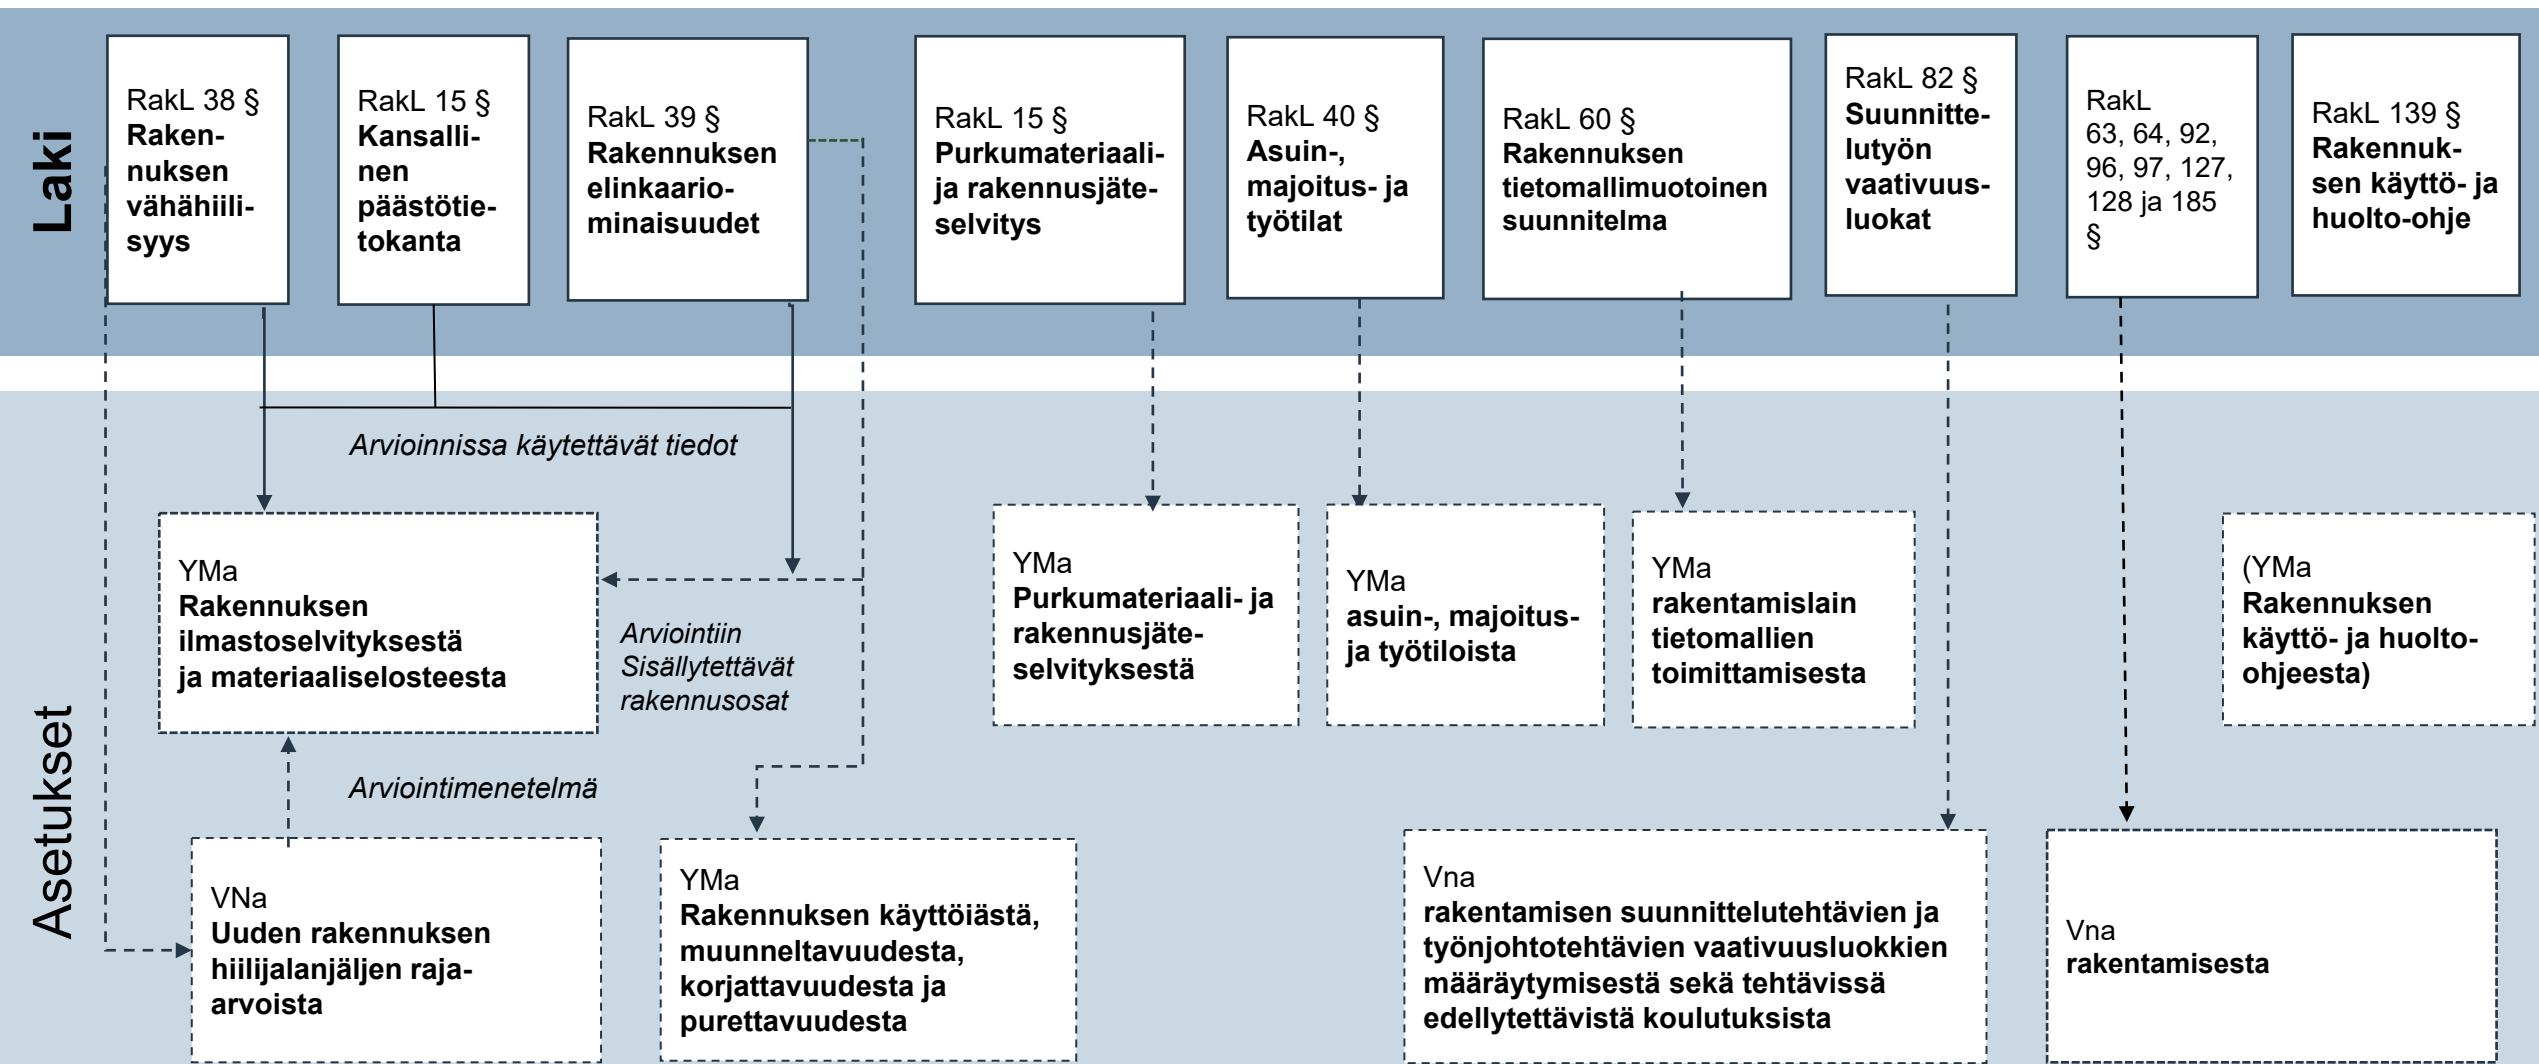 Laki
RakL 38 §
Raken-
nuksen
vähähiili-
syys
RakL 15 §
Kansalli-
nen
päästötie-
tokanta
RakL 39 §
Rakennuksen
elinkaario-
minaisuudet
RakL 15 §
Purkumateriaali-
ja rakennusjäte-
selvitys
RakL 40 §
Asuin-,
majoitus- ja
työtilat
RakL 60 §
Rakennuksen
tietomallimuotoinen
suunnitelma
RakL 82 §
Suunnitte-
lutyön
vaativuus-
luokat
RakL
63, 64, 92,
96, 97, 127,
128 ja 185
§
RakL 139 §
Rakennuk-
sen käyttö- ja
huolto-ohje
Asetukset
Arvioinnissa käytettävät tiedot
YMa
Rakennuksen
ilmastoselvityksestä
ja materiaaliselosteesta
Arviointiin
Sisällytettävät
rakennusosat
YMa
Purkumateriaali- ja
rakennusjäte-
selvityksestä
YMa
asuin-, majoitus-
ja työtiloista
YMa
rakentamislain
tietomallien
toimittamisesta
(YMa
Rakennuksen
käyttö- ja huolto-
ohjeesta)
Arviointimenetelmä
VNa
Uuden rakennuksen
hiilijalanjäljen raja-
arvoista
YMa
Rakennuksen käyttöiästä,
muunneltavuudesta,
korjattavuudesta ja
purettavuudesta
Vna
rakentamisen suunnittelutehtävien ja
työnjohtotehtävien vaativuusluokkien
määräytymisestä sekä tehtävissä
edellytettävistä koulutuksista
Vna
rakentamisesta